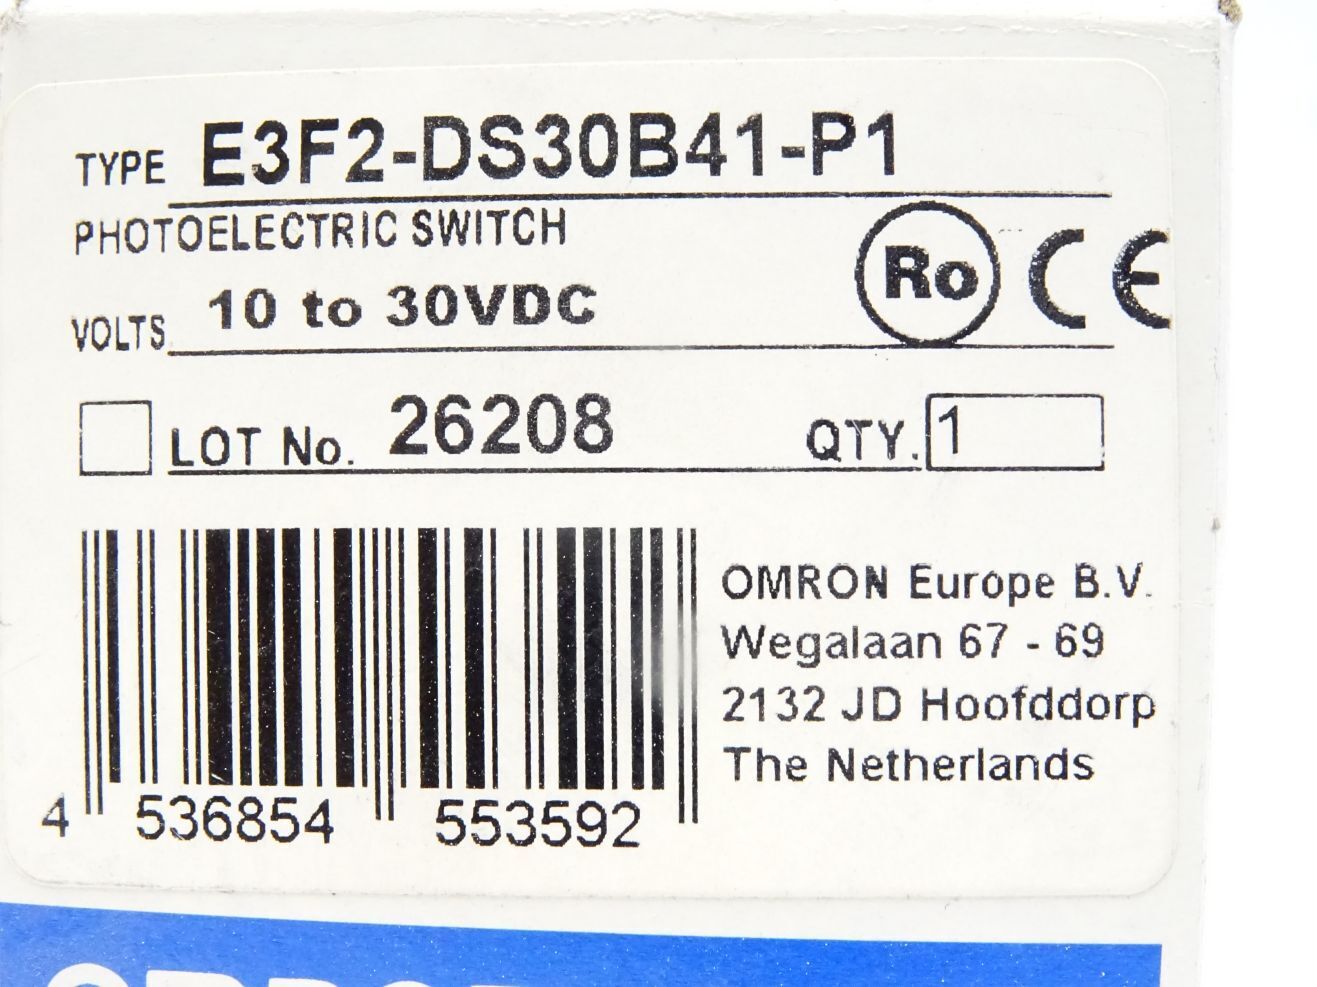 TYPE E3F2-DS30B41-P1
PHOTOELECTRIC SWITCH
VOLTS 10 to 30VDC
Ro CE
LOT No. 26208 QTY. 1
OMRON Europe B.V.
Wegalaan 67 - 69
2132 JD Hoofddorp
The Netherlands
4 536854 553592